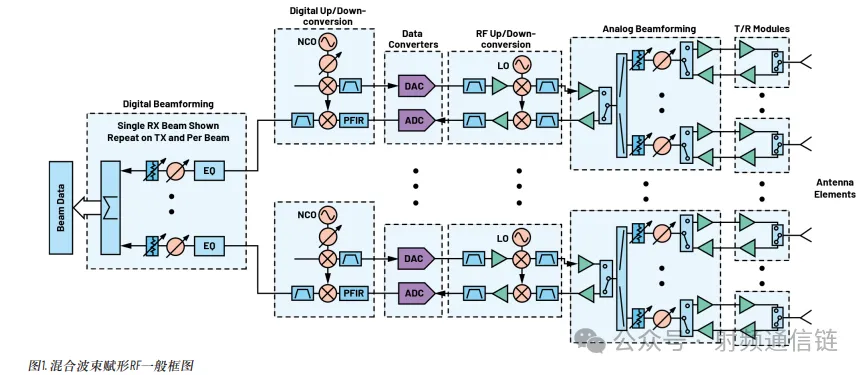 Digital Up/Down-
conversion
Data
Converters
RF Up/Down-
conversion
Analog Beamforming
T/R Modules
NCO
LO
DAC
Digital Beamforming
Single RX Beam Shown
Repeat on TX and Per Beam
PFIR
ADC
EQ
Beam Data
Antenna
Elements
NCO
LO
EQ
DAC
PFIR
ADC
公众号 · 射频通信链
图1.混合波束赋形RF一般框图